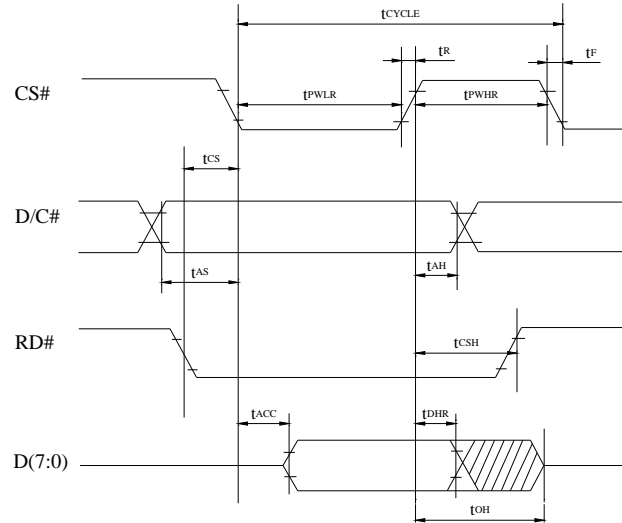 tCYCLE
tR
tF
CS#
tPWLR
tPWHR
tCS
D/C#
tAS
tAH
RD#
tCSH
tACC
tDHR
D(7:0)
tOH